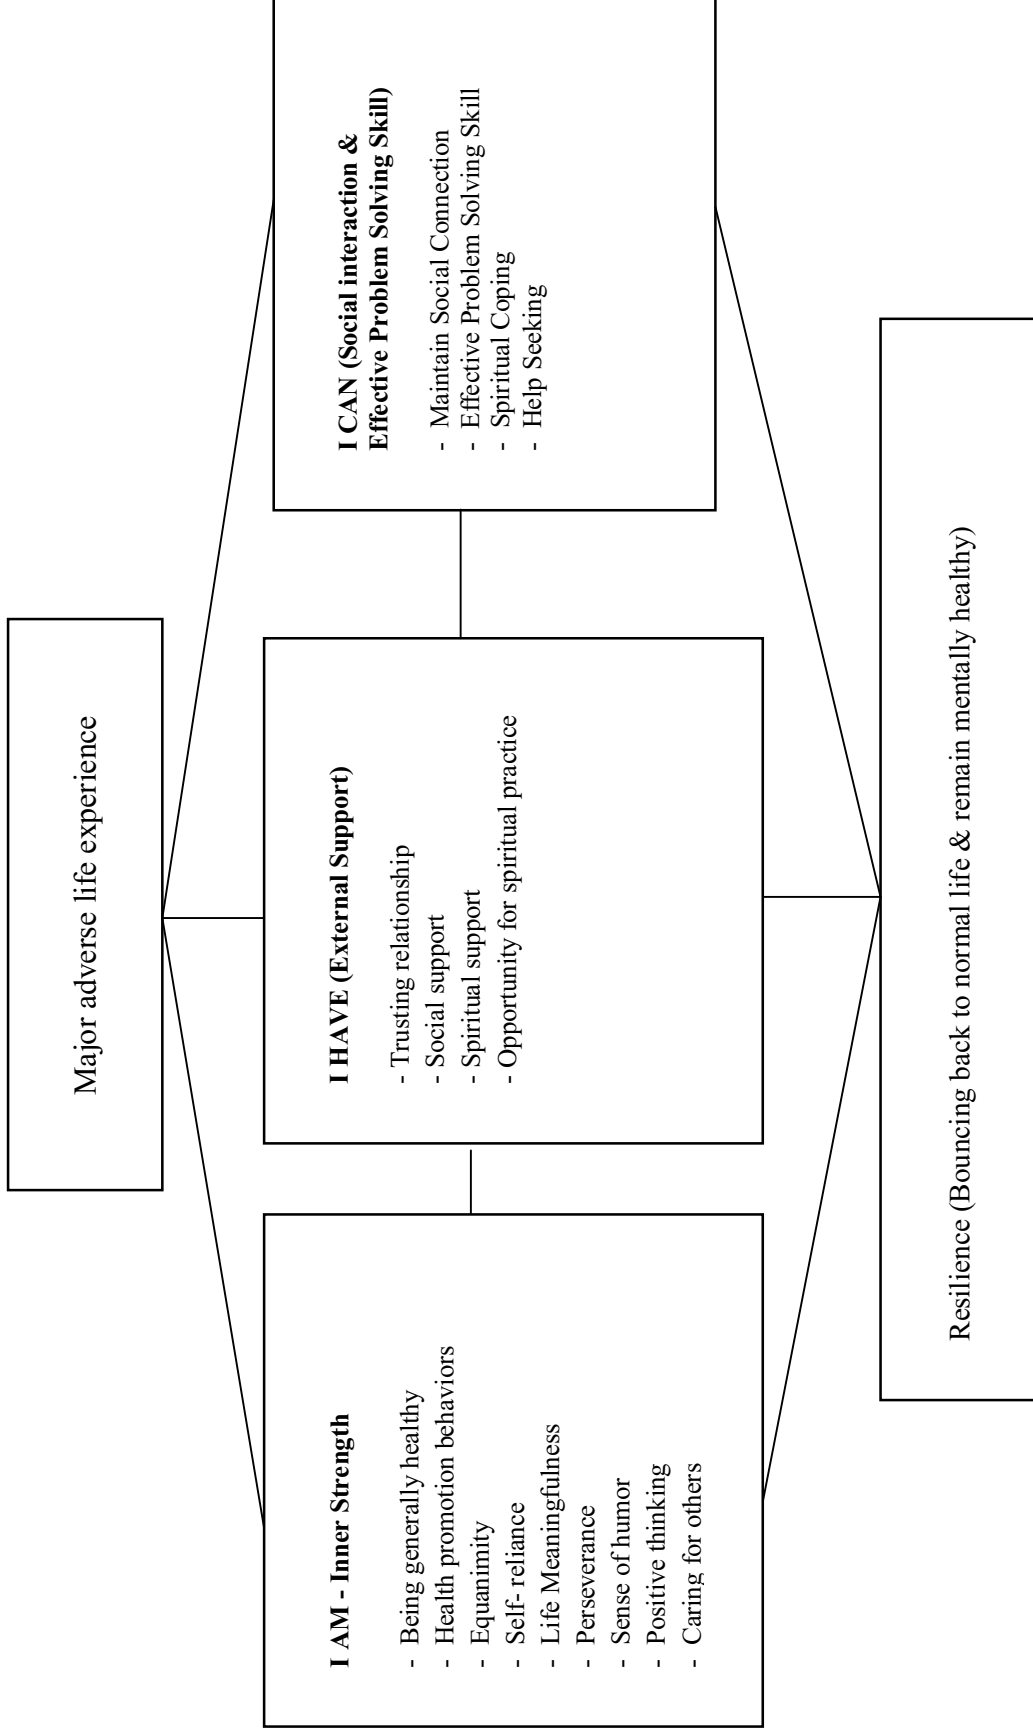 Major adverse life experience
I AM - Inner Strength
- Being generally healthy
- Health promotion behaviors
- Equanimity
- Self- reliance
- Life Meaningfulness
- Perseverance
- Sense of humor
- Positive thinking
- Caring for others
I HAVE (External Support)
- Trusting relationship
- Social support
- Spiritual support
- Opportunity for spiritual practice
I CAN (Social interaction &
Effective Problem Solving Skill)
- Maintain Social Connection
- Effective Problem Solving Skill
- Spiritual Coping
- Help Seeking
Resilience (Bouncing back to normal life & remain mentally healthy)